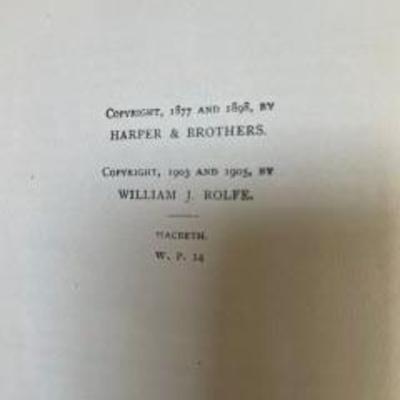 Copyright, 1877 and 1898, by
HARPER & BROTHERS.
Copyright, 1903 and 1905, by
WILLIAM J. ROLFE.
MACBETH.
W. P. 14